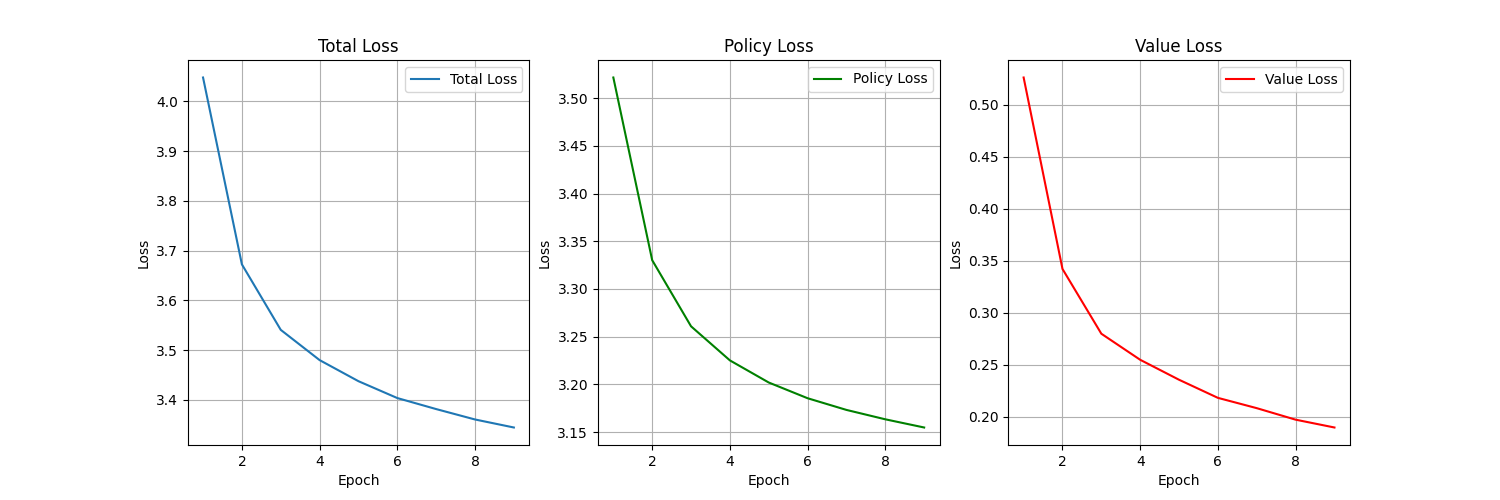 Total Loss
Total Loss
4.0
3.9
3.8
3.7
3.6
3.5
3.4
Loss
2 4 6 8
Epoch
Policy Loss
Policy Loss
3.50
3.45
3.40
3.35
3.30
3.25
3.20
3.15
Loss
2 4 6 8
Epoch
Value Loss
Value Loss
0.50
0.45
0.40
0.35
0.30
0.25
0.20
Loss
2 4 6 8
Epoch